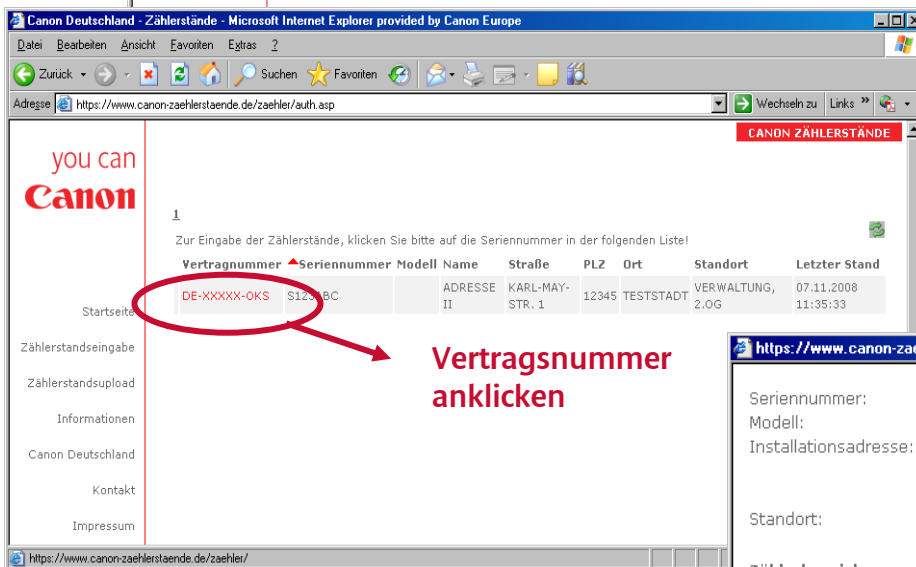 Canon Deutschland - Zählerstände - Microsoft Internet Explorer provided by Canon Europe
Datei Bearbeiten Ansicht Favoriten Extras ?
Zurück Suchen Favoriten
Adresse https://www.canon-zaehlerstaende.de/zaehler/auth.asp Wechseln zu Links »
CANON ZÄHLERSTÄNDE
you can
Canon
1
Zur Eingabe der Zählerstände, klicken Sie bitte auf die Seriennummer in der folgenden Liste!
Vertragnummer Seriennummer Modell Name Straße PLZ Ort Standort Letzter Stand
DE-XXXXX-OKS S123ABC ADRESSE KARL-MAY- 12345 TESTSTADT VERWALTUNG, 07.11.2008
II STR. 1 2.OG 11:35:33
Startseite
Zählerstandseingabe
Zählerstandsupload
Informationen
Canon Deutschland
Kontakt
Impressum
Vertragsnummer
anklicken
https://www.canon-zae
Seriennummer:
Modell:
Installationsadresse:
Standort:
https://www.canon-zaehlerstaende.de/zaehler/